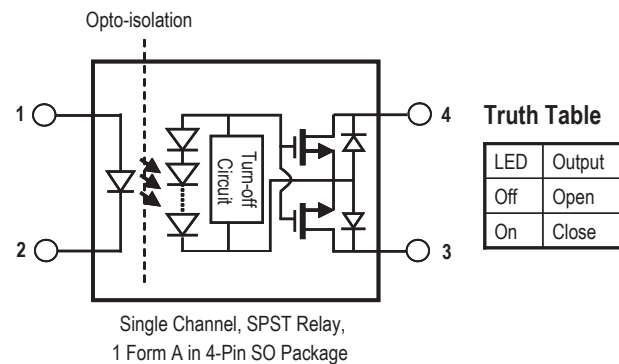 Opto-isolation
1
4
Turn-off
Circuit
2
3
Single Channel, SPST Relay,
1 Form A in 4-Pin SO Package
Truth Table
LED Output
Off Open
On Close